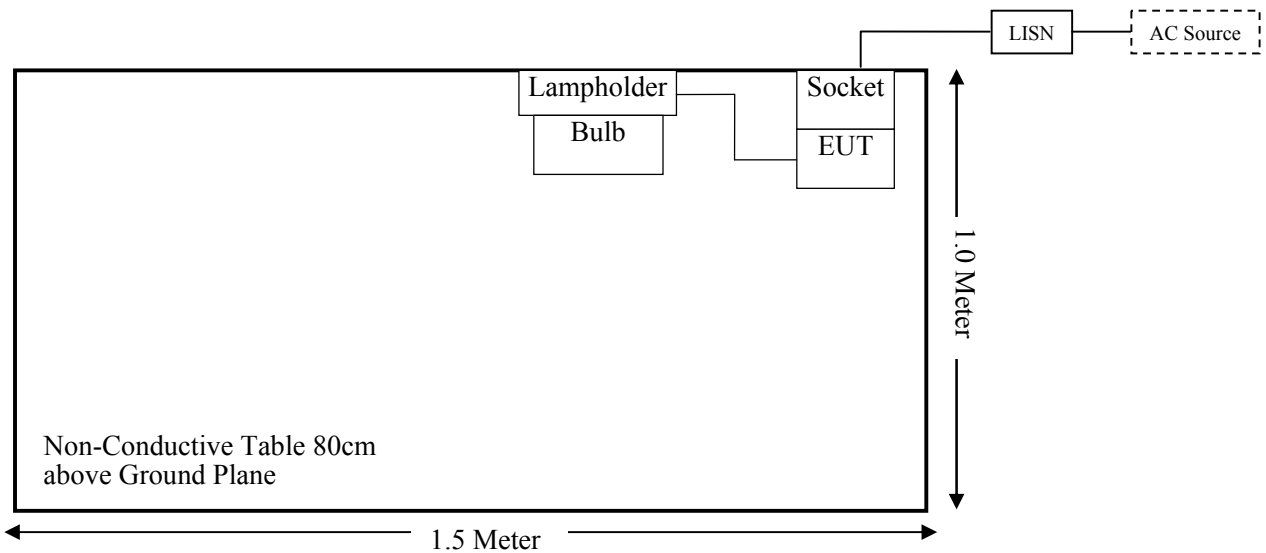 LISN
AC Source
Lampholder
Socket
Bulb
EUT
1.0 Meter
Non-Conductive Table 80cm
above Ground Plane
1.5 Meter